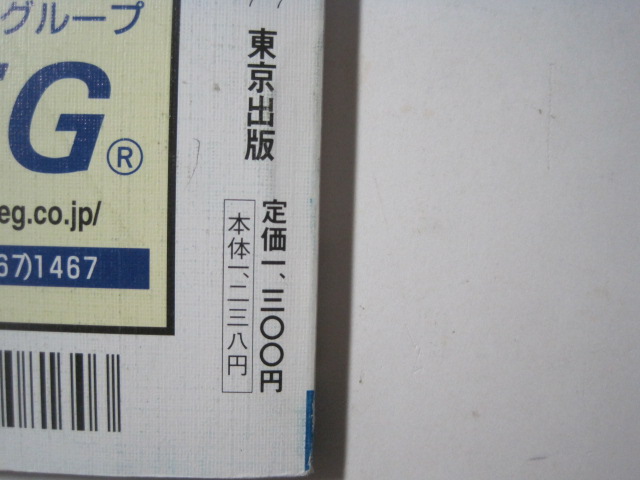 グループ
EG®
eg.co.jp/
67)1467
東京出版
定価一、三〇〇円
本体一、二三八円